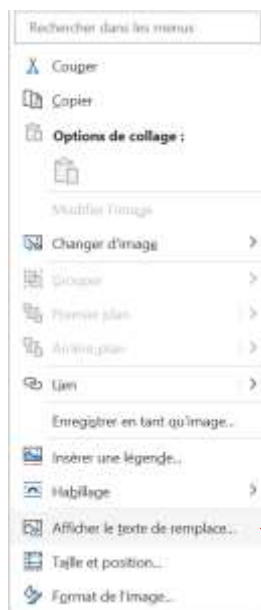 Rechercher dans les menus
Couper
Copier
Options de collage :
Modifier l'image
Changer d'image
Grouper
Premier plan
Arrière-plan
Lien
Enregistrer en tant qu'image...
Insérer une légende...
Habillage
Afficher le texte de remplace...
Taille et position...
Format de l'image...